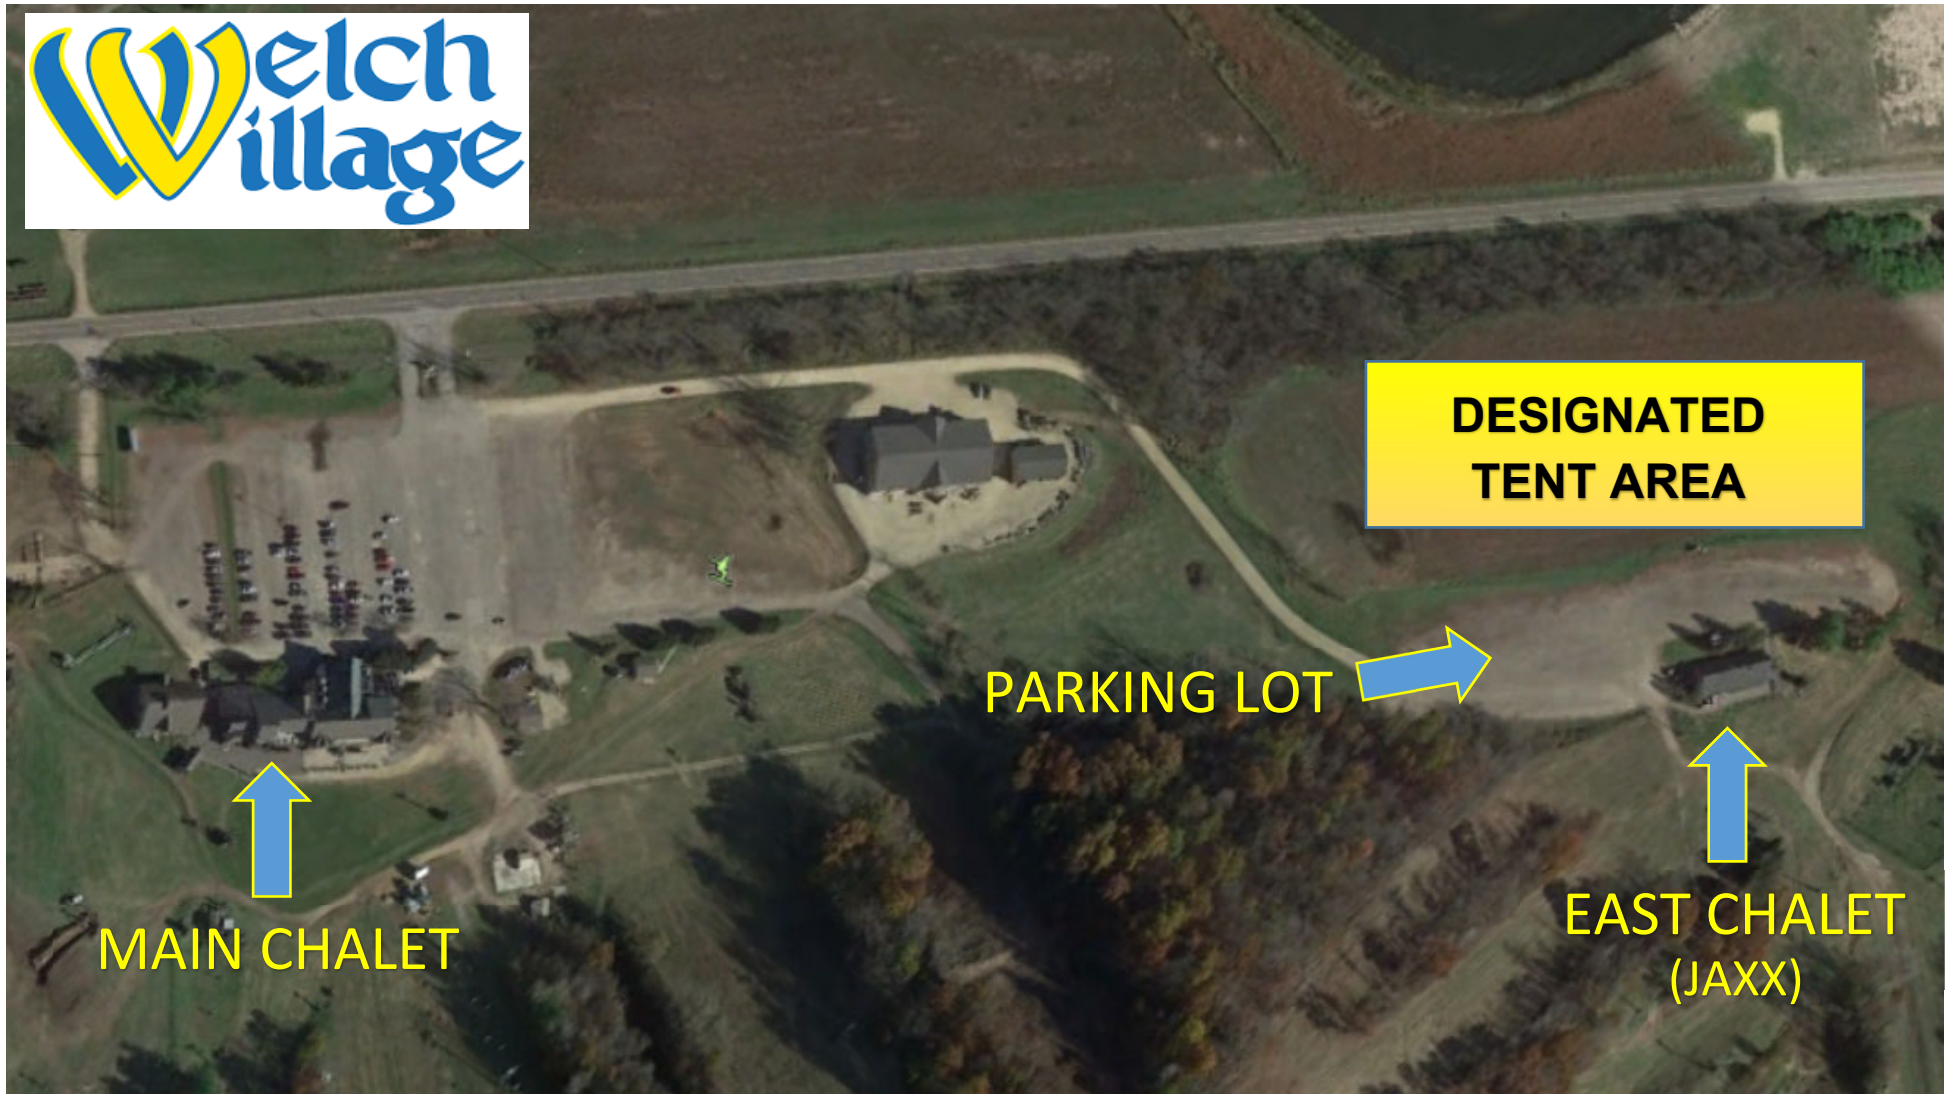 Welch
Village
DESIGNATED
TENT AREA
PARKING LOT
MAIN CHALET
EAST CHALET
(JAXX)